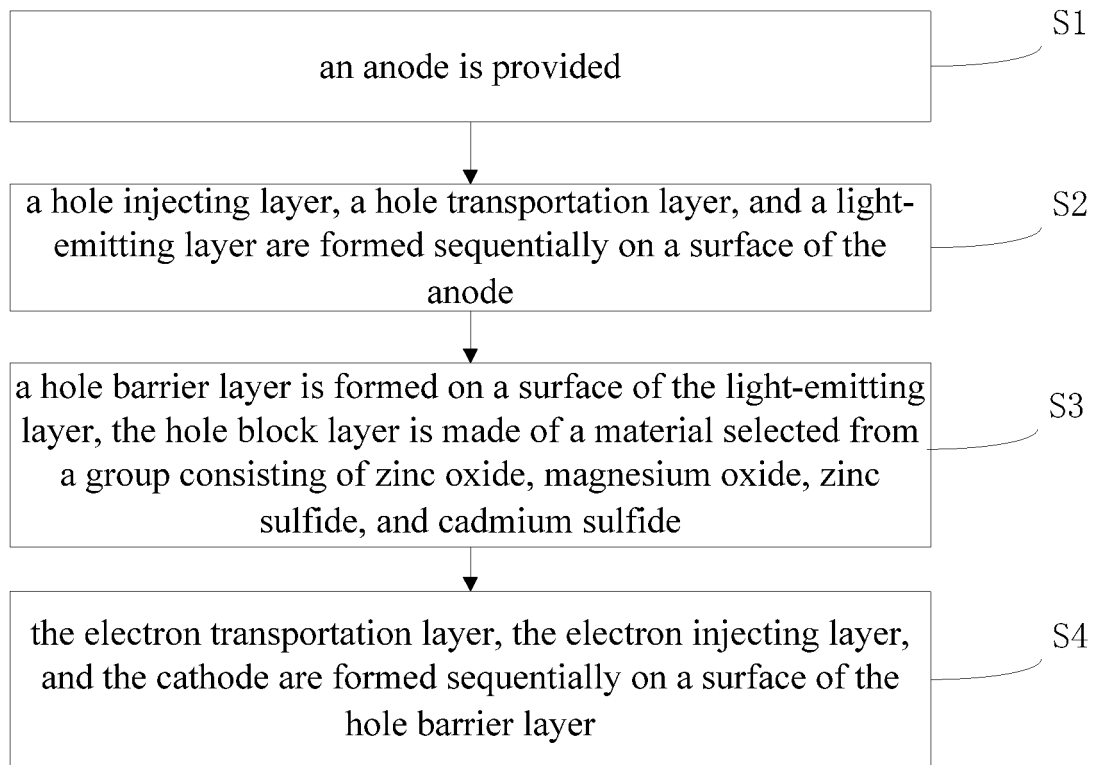 S1
an anode is provided
S2
a hole injecting layer, a hole transportation layer, and a light-
emitting layer are formed sequentially on a surface of the
anode
S3
a hole barrier layer is formed on a surface of the light-emitting
layer, the hole block layer is made of a material selected from
a group consisting of zinc oxide, magnesium oxide, zinc
sulfide, and cadmium sulfide
S4
the electron transportation layer, the electron injecting layer,
and the cathode are formed sequentially on a surface of the
hole barrier layer